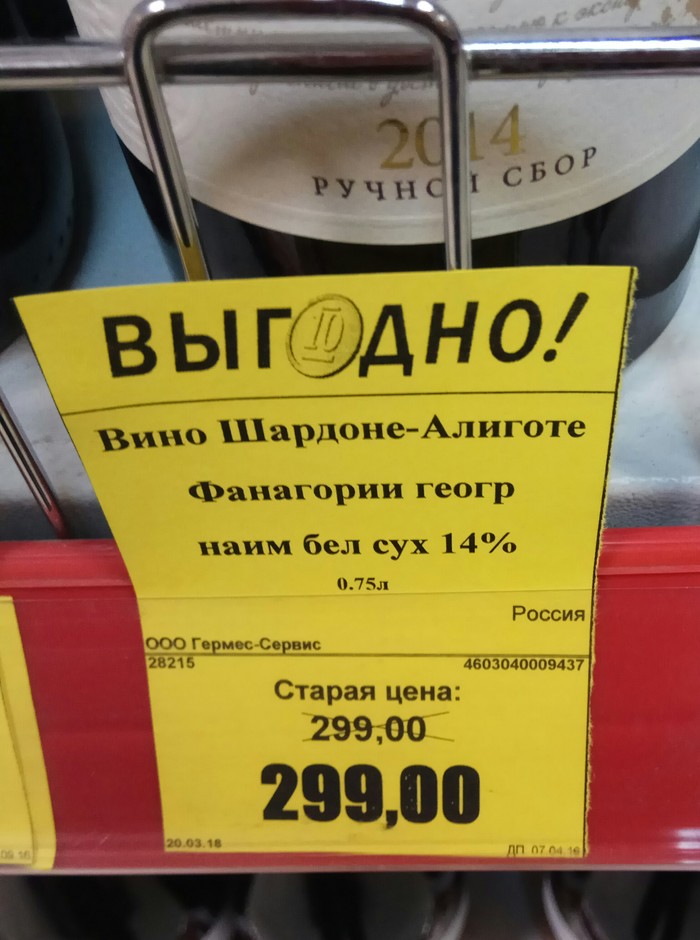 2014
РУЧНОЙ СБОР
ВЫГОДНО!
Вино Шардоне-Алиготе
Фанагории геогр
наим бел сух 14%
0.75л
Россия
ООО Гермес-Сервис
28215 4603040009437
Старая цена:
299,00
299,00
20.03.18 ДП 07.04.16